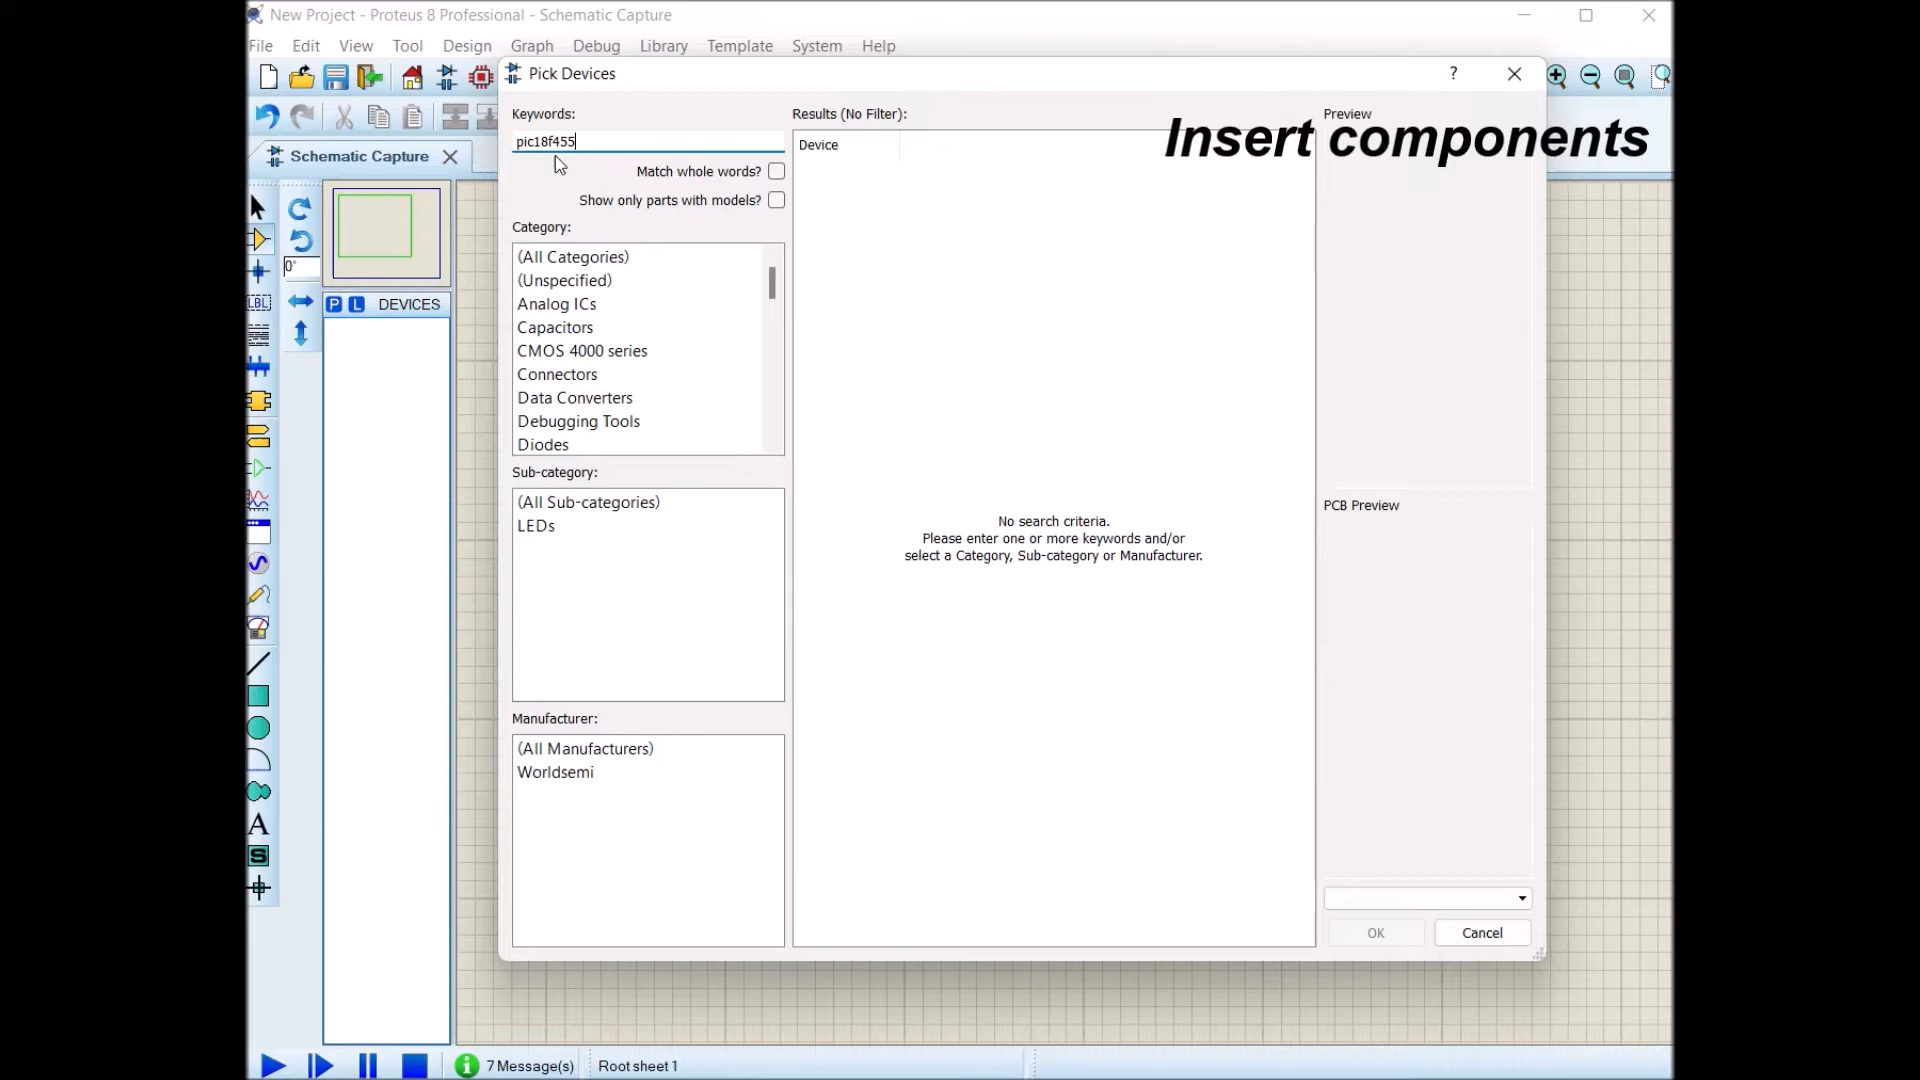 New Project - Proteus 8 Professional - Schematic Capture
File Edit View Tool Design Graph Debug Library Template System Help
Pick Devices
?
Schematic Capture
Keywords:
pic18f455
Match whole words?
Show only parts with models?
Category:
(All Categories)
(Unspecified)
Analog ICs
Capacitors
CMOS 4000 series
Connectors
Data Converters
Debugging Tools
Diodes
Sub-category:
(All Sub-categories)
LEDs
Manufacturer:
(All Manufacturers)
Worldsemi
Results (No Filter):
Device
No search criteria.
Please enter one or more keywords and/or
select a Category, Sub-category or Manufacturer.
Preview
Insert components
PCB Preview
OK Cancel
0°
LBL
P L DEVICES
A
S
7 Message(s)
Root sheet 1